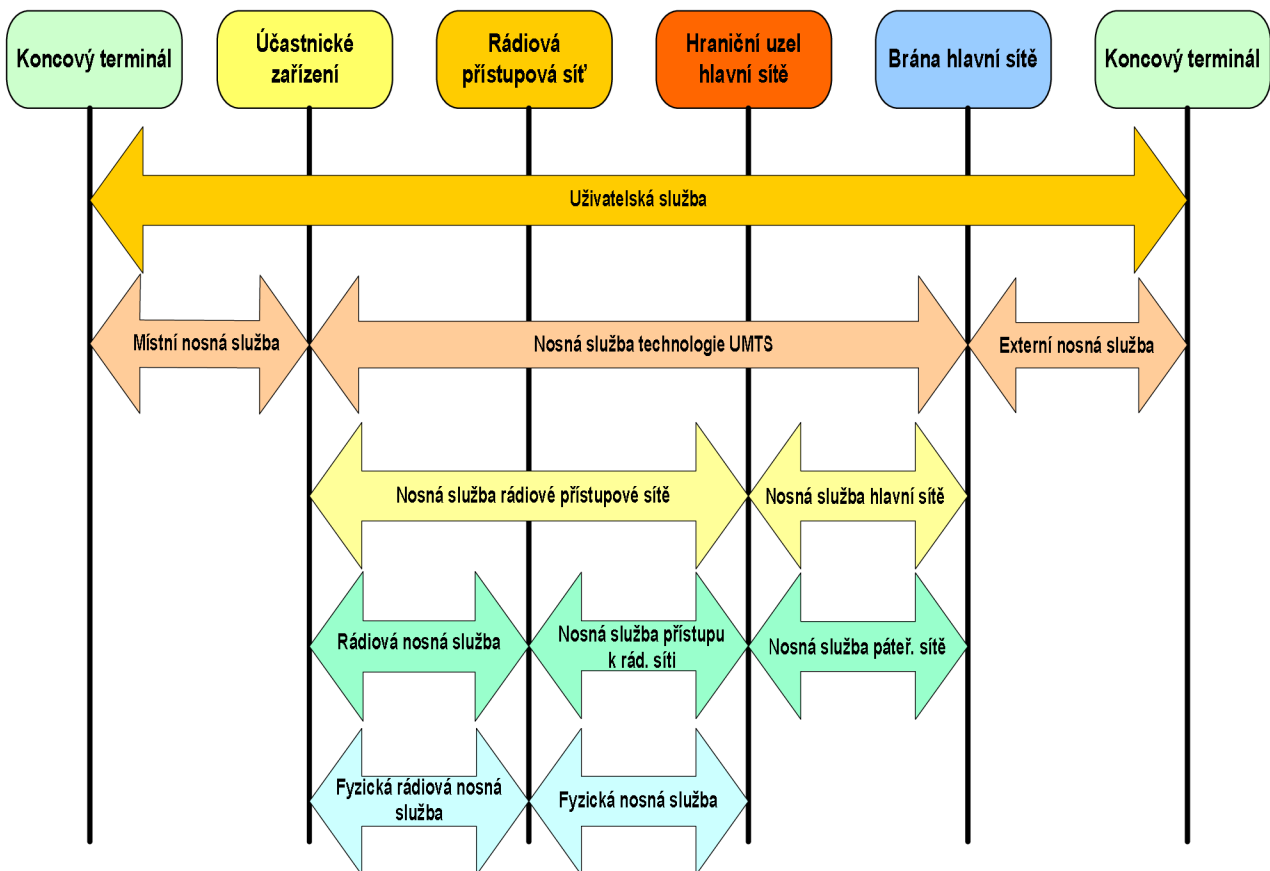 Koncový terminál
Účastnické
zařízení
Rádiová
přístupová síť
Hraniční uzel
hlavní sítě
Brána hlavní sítě
Koncový terminál
Uživatelská služba
Místní nosná služba
Nosná služba technologie UMTS
Externí nosná služba
Nosná služba rádiové přístupové sítě
Nosná služba hlavní sítě
Rádiová nosná služba
Nosná služba přístupu
k rád. síti
Nosná služba páteř. sítě
Fyzická rádiová nosná
služba
Fyzická nosná služba